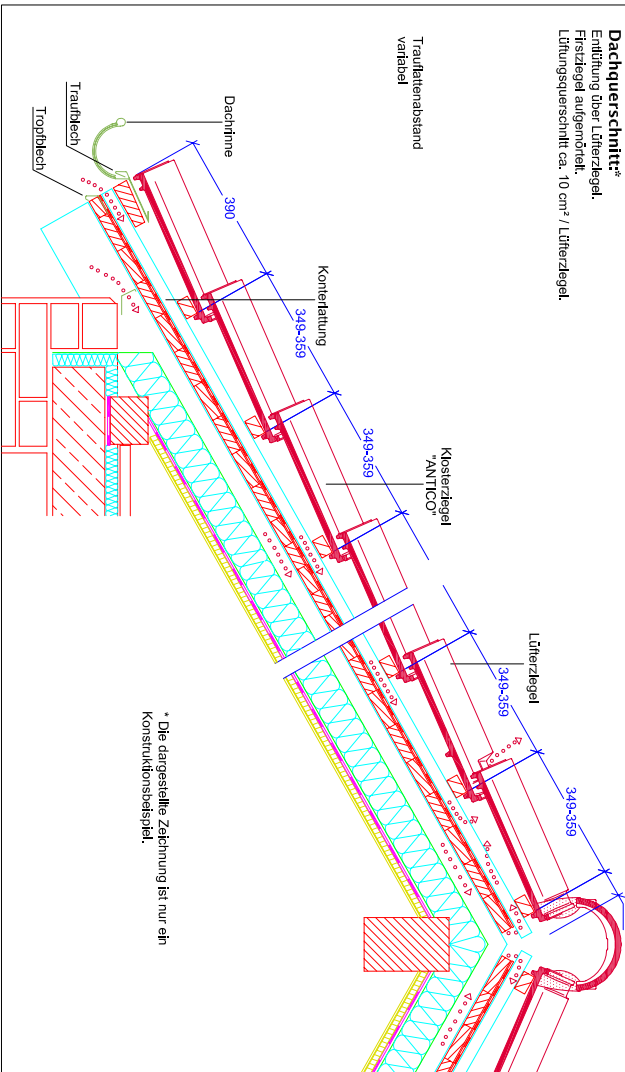 Dachquerschnitt:*
Entlüftung über Lüfterziegel.
Firstziegel aufgemörtelt.
Lüftungsquerschnitt ca. 10 cm² / Lüfterziegel.
Trauflattenabstand
variabel
Dachrinne
Traufblech
Tropfblech
390
Konterlattung
349-359
349-359
Klosterziegel
"ANTICO"
Lüfterziegel
349-359
349-359
* Die dargestellte Zeichnung ist nur ein
Konstruktionsbeispiel.